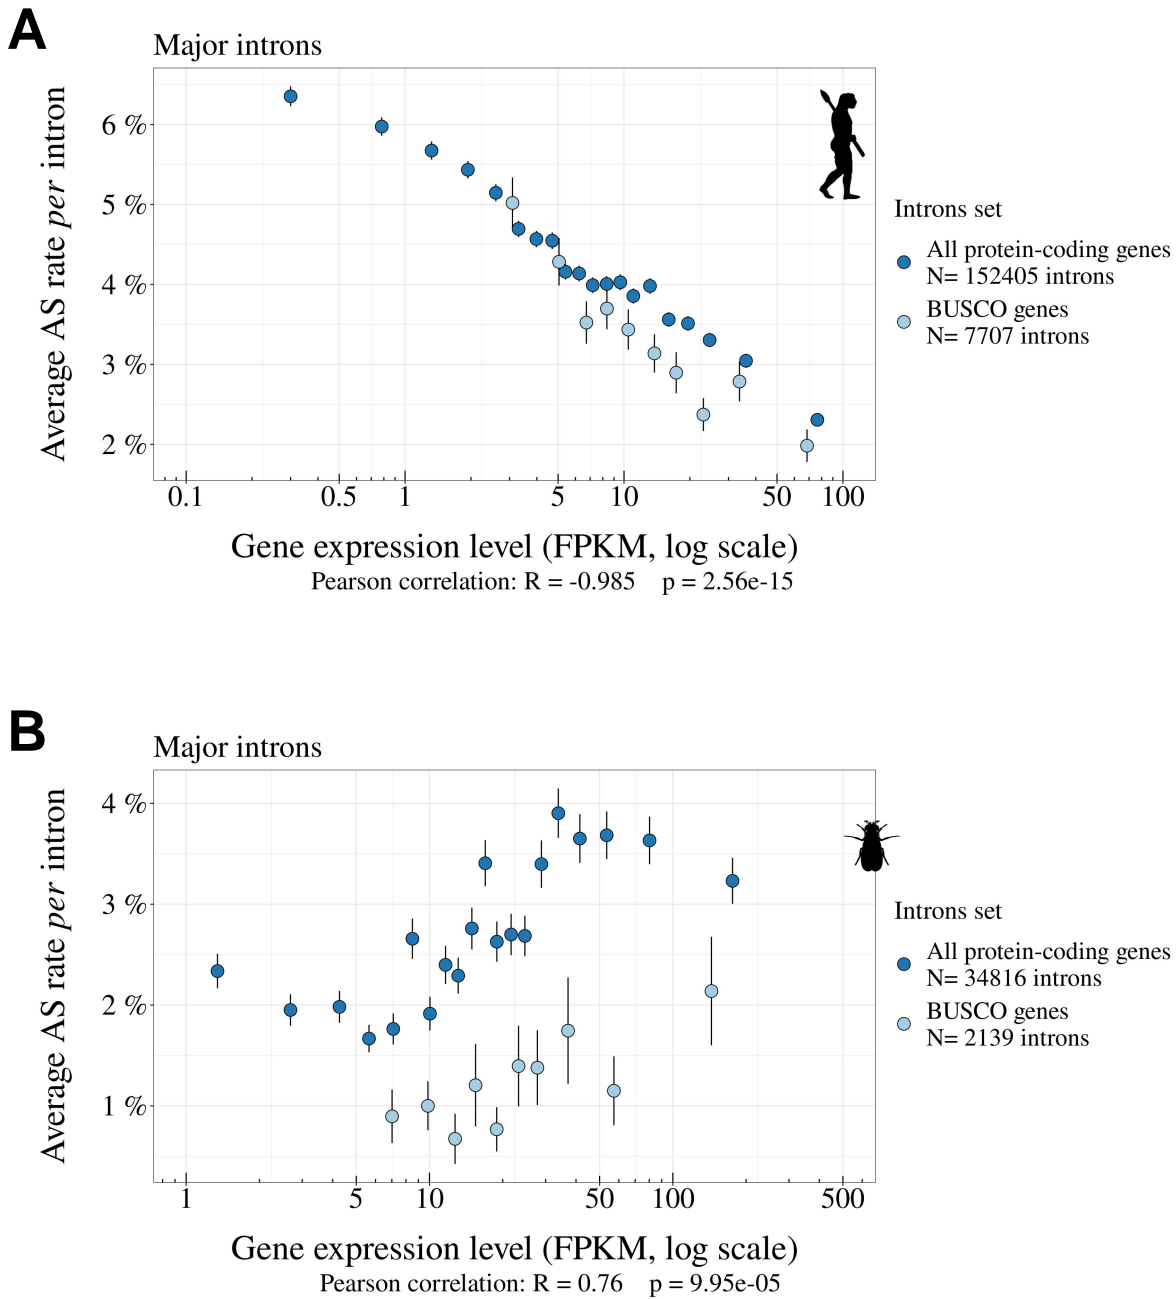 A
Major introns
Average AS rate per intron
6 %
5 %
4 %
3 %
2 %
0.1 0.5 1 5 10 50 100
Gene expression level (FPKM, log scale)
Pearson correlation: R = -0.985 p = 2.56e-15
Introns set
All protein-coding genes
N= 152405 introns
BUSCO genes
N= 7707 introns
B
Major introns
Average AS rate per intron
4 %
3 %
2 %
1 %
1 5 10 50 100 500
Gene expression level (FPKM, log scale)
Pearson correlation: R = 0.76 p = 9.95e-05
Introns set
All protein-coding genes
N= 34816 introns
BUSCO genes
N= 2139 introns